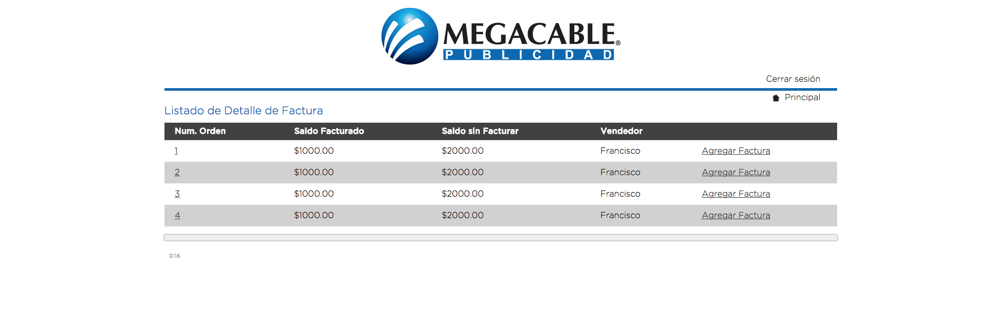 MEGACABLE®
PUBLICIDAD
Cerrar sesión
Principal
Listado de Detalle de Factura
Num. Orden Saldo Facturado Saldo sin Facturar Vendedor
1 $1000.00 $2000.00 Francisco Agregar Factura
2 $1000.00 $2000.00 Francisco Agregar Factura
3 $1000.00 $2000.00 Francisco Agregar Factura
4 $1000.00 $2000.00 Francisco Agregar Factura
0.1.6